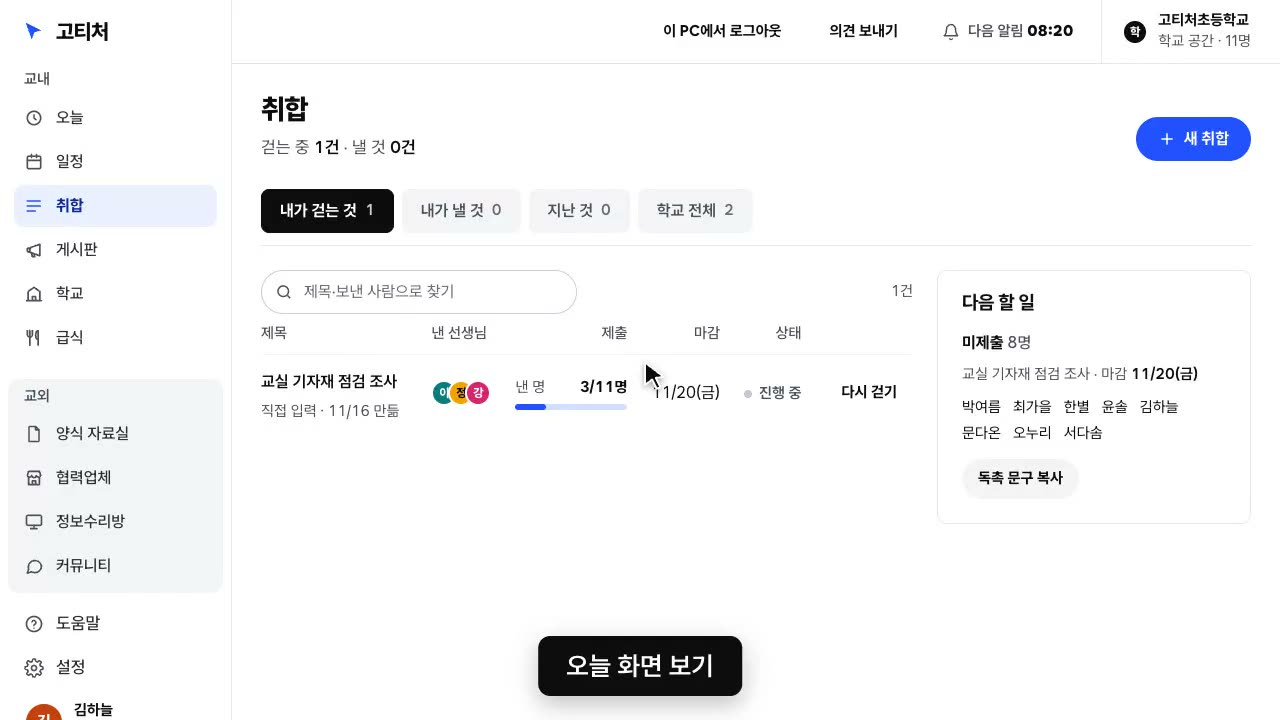 고티처
교내
오늘
일정
취합
게시판
학교
급식
교외
양식 자료실
협력업체
정보수리방
커뮤니티
도움말
설정
김하늘
이 PC에서 로그아웃
의견 보내기
다음 알림 08:20
학
고티처초등학교
학교 공간 · 11명
취합
걷는 중 1건 · 낼 것 0건
+ 새 취합
내가 걷는 것 1
내가 낼 것 0
지난 것 0
학교 전체 2
제목·보낸 사람으로 찾기
1건
제목 낸 선생님 제출 마감 상태
교실 기자재 점검 조사
직접 입력 · 11/16 만듦
이 정 강
낸 명 3/11명
11/20(금)
진행 중
다시 걷기
다음 할 일
미제출 8명
교실 기자재 점검 조사 · 마감 11/20(금)
박여름 최가을 한별 윤솔 김하늘
문다온 오누리 서다솜
독촉 문구 복사
오늘 화면 보기